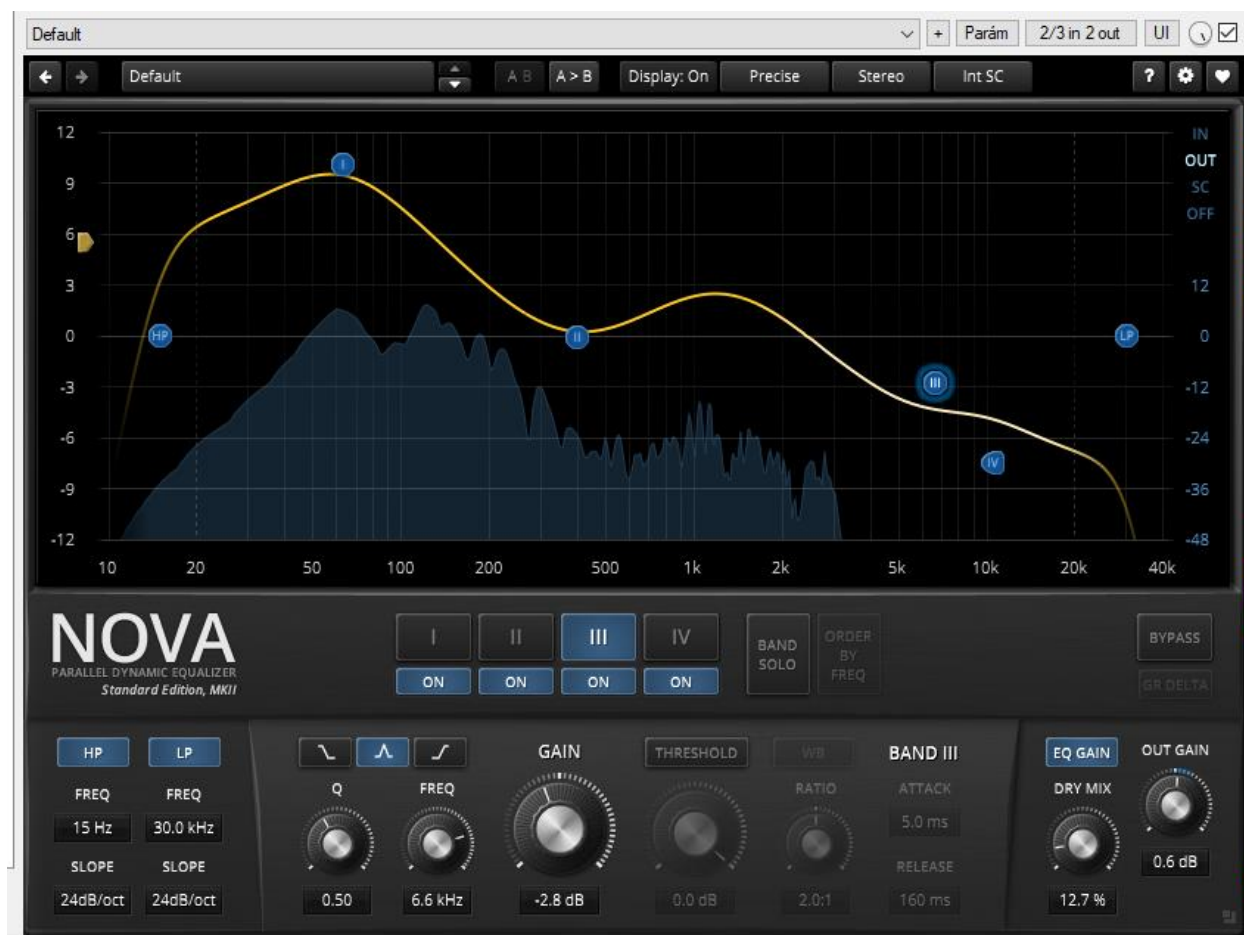 Default + Parám 2/3 in 2 out UI
Default A B A > B Display: On Precise Stereo Int SC ? 
12 IN
OUT
9 SC
OFF
6
3 12
0 0
-3 -12
-6 -24
-9 -36
-12 -48
I
HP II LP
III
IV
10 20 50 100 200 500 1k 2k 5k 10k 20k 40k
NOVA
PARALLEL DYNAMIC EQUALIZER
Standard Edition, MKII
I II III IV
ON ON ON ON
BAND
SOLO
ORDER
BY
FREQ
BYPASS
GR DELTA
HP LP
FREQ FREQ
15 Hz 30.0 kHz
SLOPE SLOPE
24dB/oct 24dB/oct
Q FREQ GAIN
0.50 6.6 kHz -2.8 dB
THRESHOLD WB BAND III
RATIO ATTACK
5.0 ms
RELEASE
0.0 dB 2.0:1 160 ms
EQ GAIN OUT GAIN
DRY MIX
0.6 dB
12.7 %